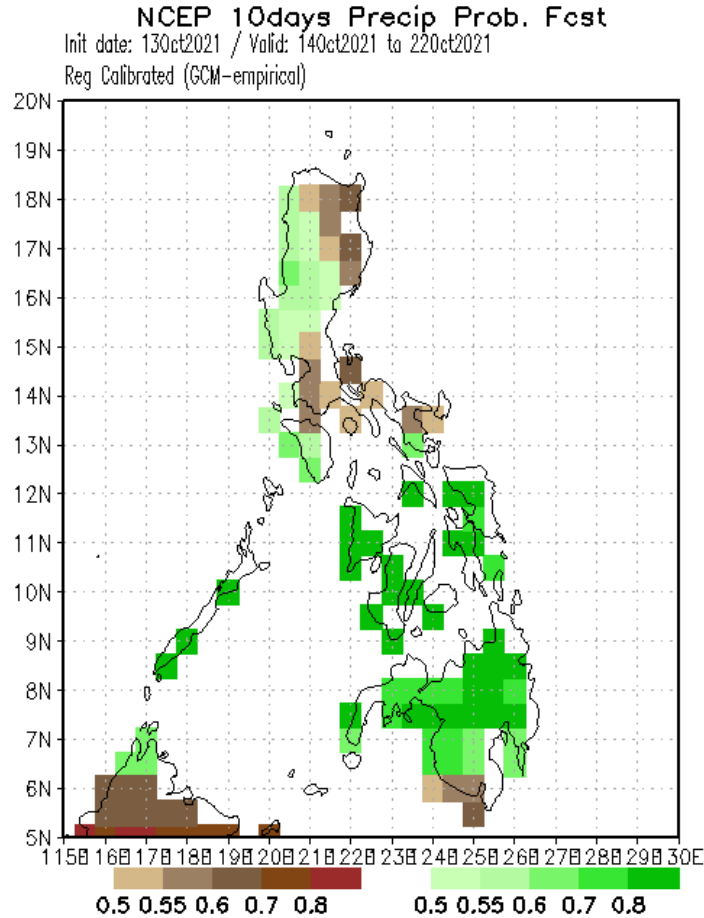 NCEP 10days Precip Prob. Fcst
Init date: 13Oct2021 / Valid: 14Oct2021 to 22Oct2021
Reg Calibrated (GCM-empirical)
20N
19N
18N
17N
16N
15N
14N
13N
12N
11N
10N
9N
8N
7N
6N
5N
115E 116E 117E 118E 119E 120E 121E 122E 123E 124E 125E 126E 127E 128E 129E 130E
0.5 0.55 0.6 0.7 0.8 0.5 0.55 0.6 0.7 0.8